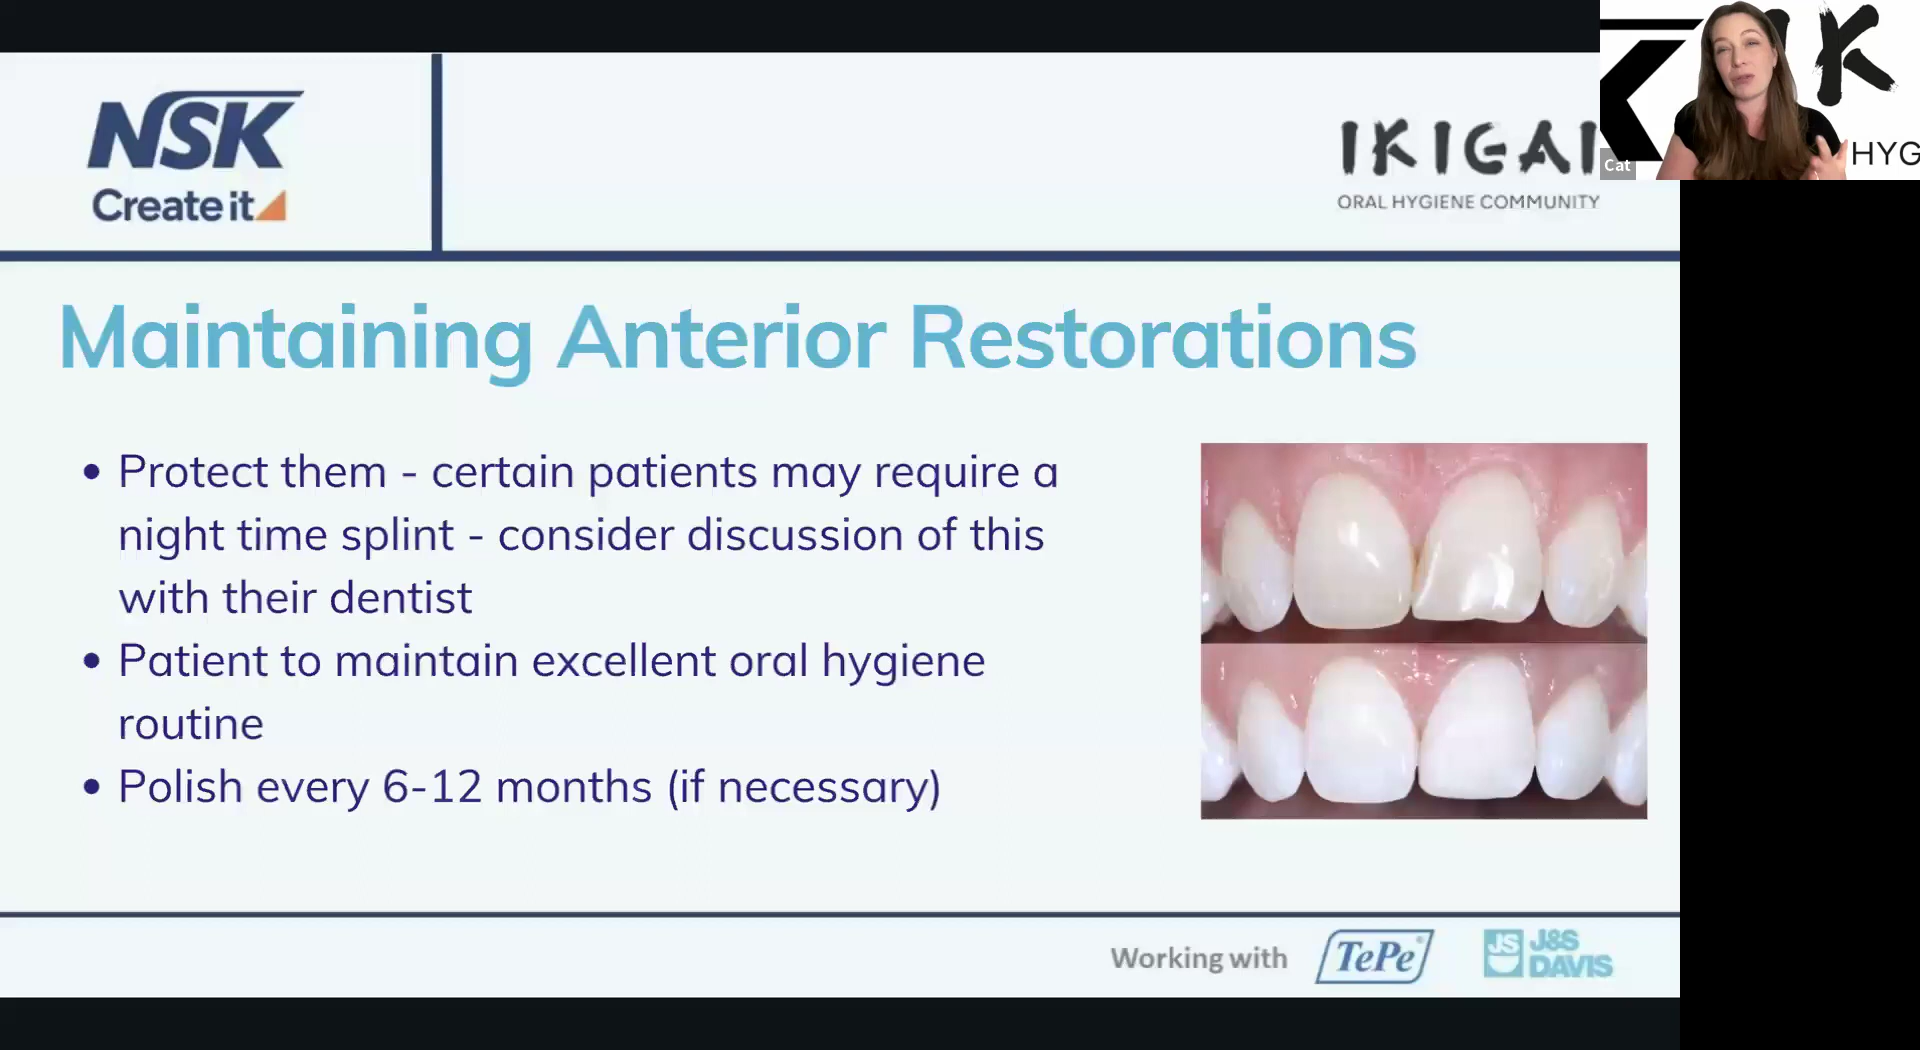 NSK
Create it
IKIGAI
ORAL HYGIENE COMMUNITY
K
HYG
Cat
Maintaining Anterior Restorations
• Protect them - certain patients may require a
night time splint - consider discussion of this
with their dentist
• Patient to maintain excellent oral hygiene
routine
• Polish every 6-12 months (if necessary)
Working with
TePe®
JS
J&S
DAVIS